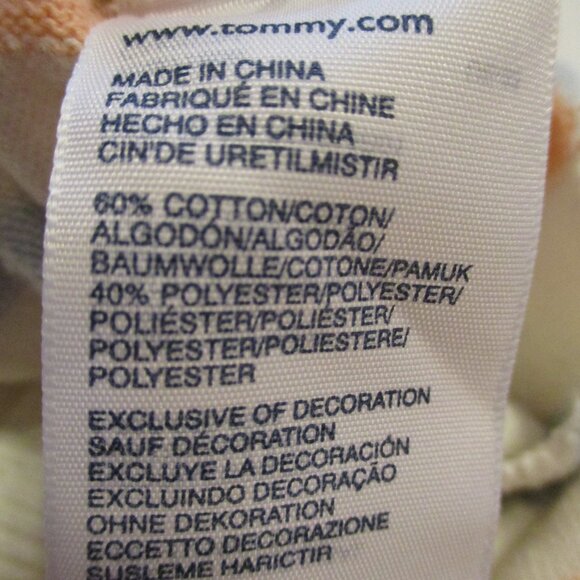 www.tommy.com
MADE IN CHINA
FABRIQUÉ EN CHINE
HECHO EN CHINA
CIN'DE URETILMISTIR
60% COTTON/COTON/
ALGODÓN/ALGODÃO/
BAUMWOLLE/COTONE/PAMUK
40% POLYESTER/POLYESTER/
POLIÉSTER/POLIÉSTER/
POLYESTER/POLIESTERE/
POLYESTER
EXCLUSIVE OF DECORATION
SAUF DÉCORATION
EXCLUYE LA DECORACIÓN
EXCLUINDO DECORAÇÃO
OHNE DEKORATION
ECCETTO DECORAZIONE
SUSLEME HARICTIR